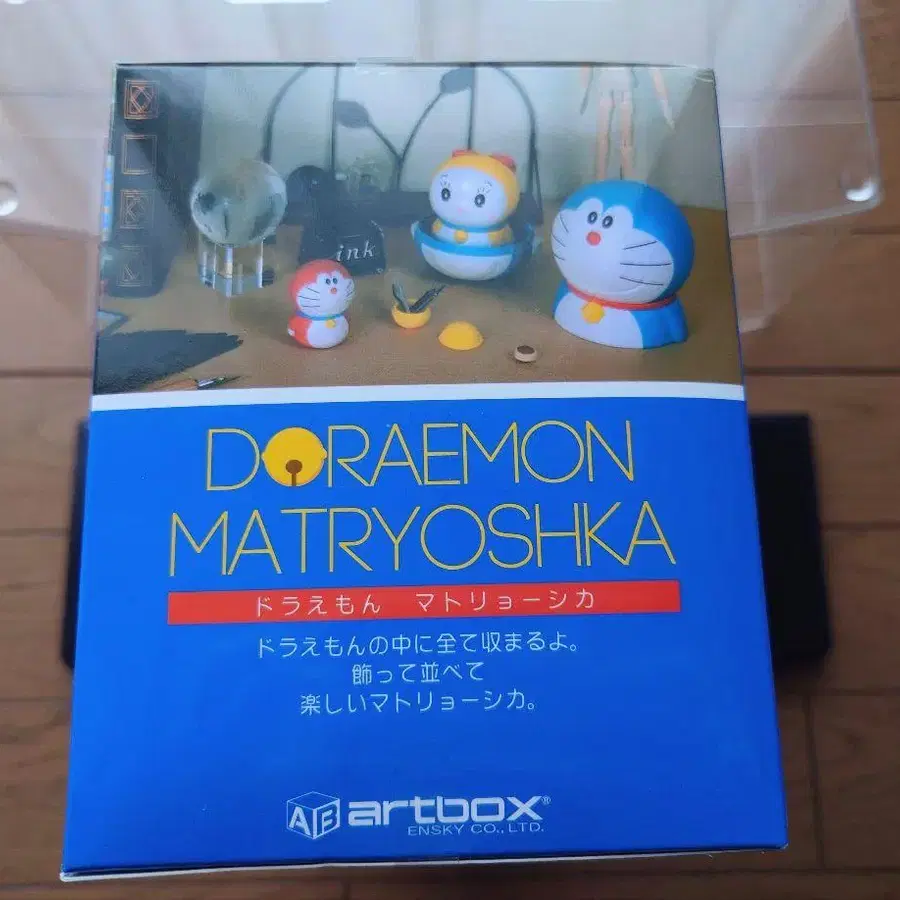 ink
DORAEMON
MATRYOSHKA
ドラえもん マトリョーシカ
ドラえもんの中に全て収まるよ。
飾って並べて
楽しいマトリョーシカ。
AB artbox®
ENSKY CO., LTD.